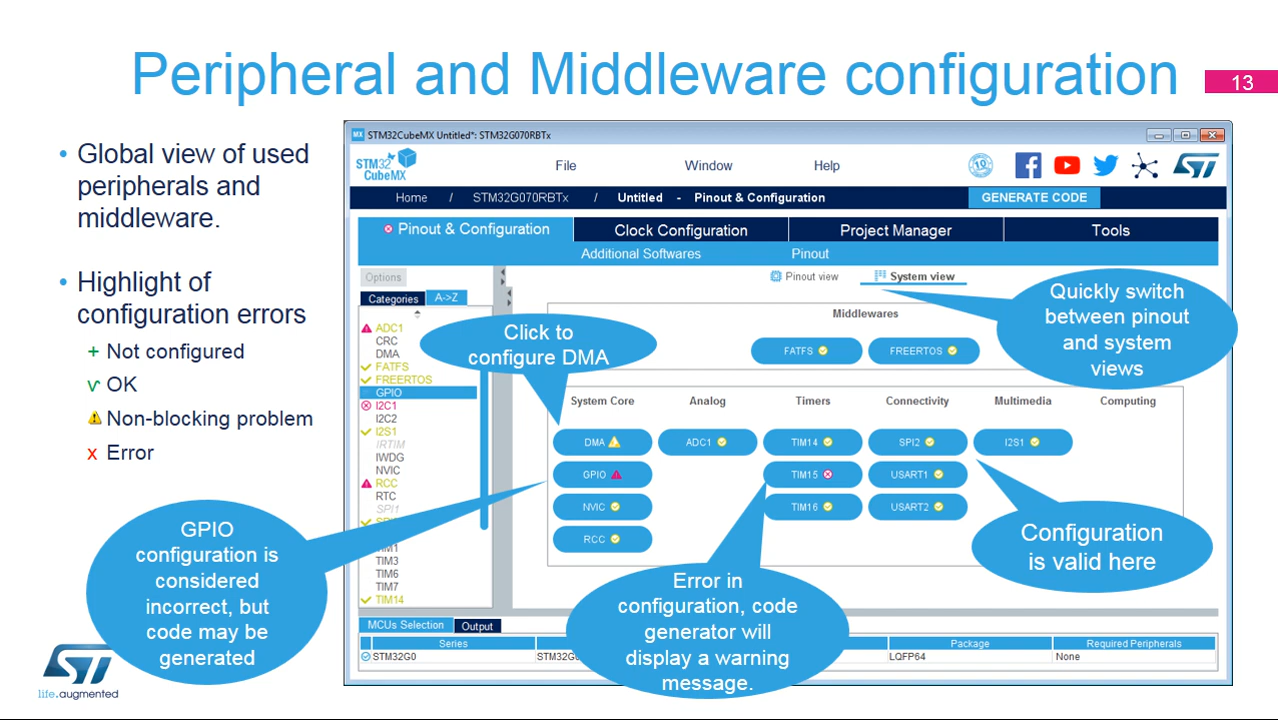 Peripheral and Middleware configuration
13
• Global view of used
peripherals and
middleware.
• Highlight of
configuration errors
+ Not configured
OK
Non-blocking problem
x Error
MX STM32CubeMX Untitled*: STM32G070RBTx
STM32
CubeMX
File
Window
Help
Home / STM32G070RBTx / Untitled - Pinout & Configuration
GENERATE CODE
Pinout & Configuration
Clock Configuration
Project Manager
Tools
Additional Softwares
Pinout
Options
Pinout view
System view
Categories
A->Z
ADC1
CRC
DMA
FATFS
FREERTOS
GPIO
I2C1
I2C2
I2S1
IRTIM
IWDG
NVIC
RCC
RTC
SPI1
TIM3
TIM6
TIM7
TIM14
Middlewares
FATFS
FREERTOS
System Core
Analog
Timers
Connectivity
Multimedia
Computing
DMA
ADC1
TIM14
SPI2
I2S1
GPIO
TIM15
USART1
NVIC
TIM16
USART2
RCC
Click to
configure DMA
Quickly switch
between pinout
and system
views
GPIO
configuration is
considered
incorrect, but
code may be
generated
Error in
configuration, code
generator will
display a warning
message.
Configuration
is valid here
MCUs Selection
Output
Series
Package
Required Peripherals
STM32G0
LQFP64
None
ST
life.augmented